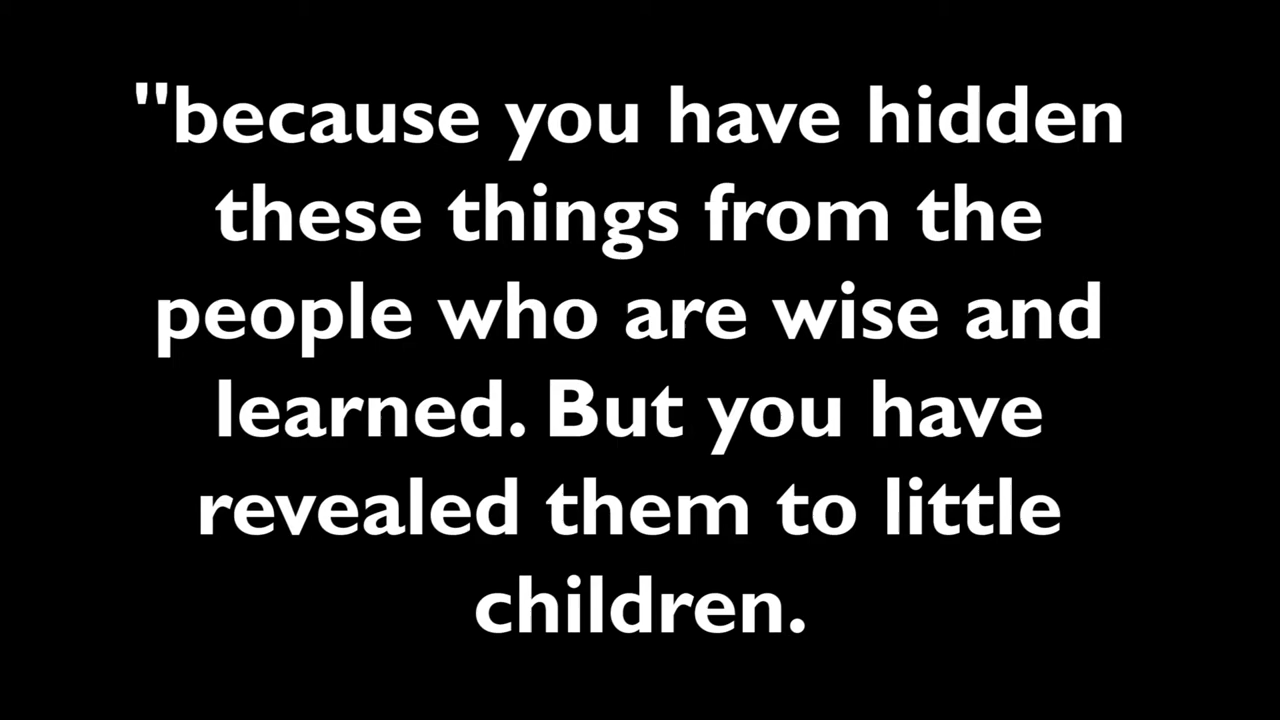 "because you have hidden
these things from the
people who are wise and
learned. But you have
revealed them to little
children.